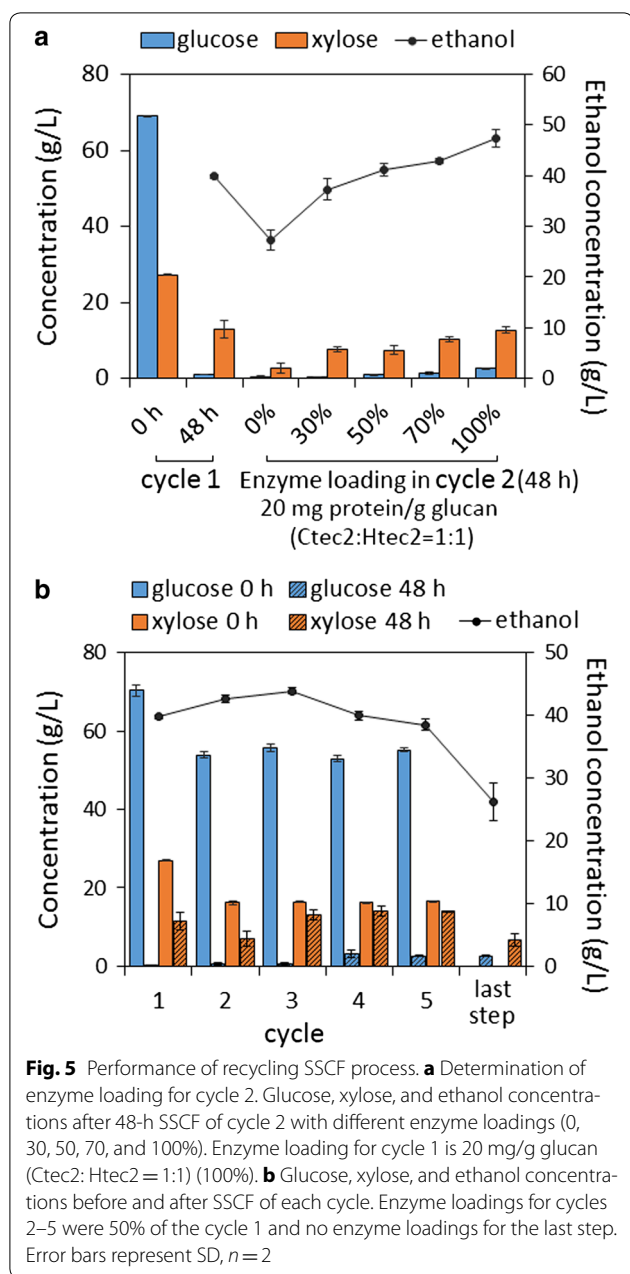 a
glucose xylose ethanol
Concentration (g/L)
80
60
40
20
0
Ethanol concentration (g/L)
60
50
40
30
20
10
0
0 h 48 h 0% 30% 50% 70% 100%
cycle 1
Enzyme loading in cycle 2 (48 h)
20 mg protein/g glucan
(Ctec2:Htec2=1:1)
b
glucose 0 h glucose 48 h
xylose 0 h xylose 48 h ethanol
Concentration (g/L)
80
60
40
20
0
Ethanol concentration (g/L)
50
40
30
20
10
0
1 2 3 4 5 last
step
cycle
Fig. 5 Performance of recycling SSCF process. a Determination of
enzyme loading for cycle 2. Glucose, xylose, and ethanol concentra-
tions after 48-h SSCF of cycle 2 with different enzyme loadings (0,
30, 50, 70, and 100%). Enzyme loading for cycle 1 is 20 mg/g glucan
(Ctec2: Htec2 = 1:1) (100%). b Glucose, xylose, and ethanol concentra-
tions before and after SSCF of each cycle. Enzyme loadings for cycles
2–5 were 50% of the cycle 1 and no enzyme loadings for the last step.
Error bars represent SD, n = 2